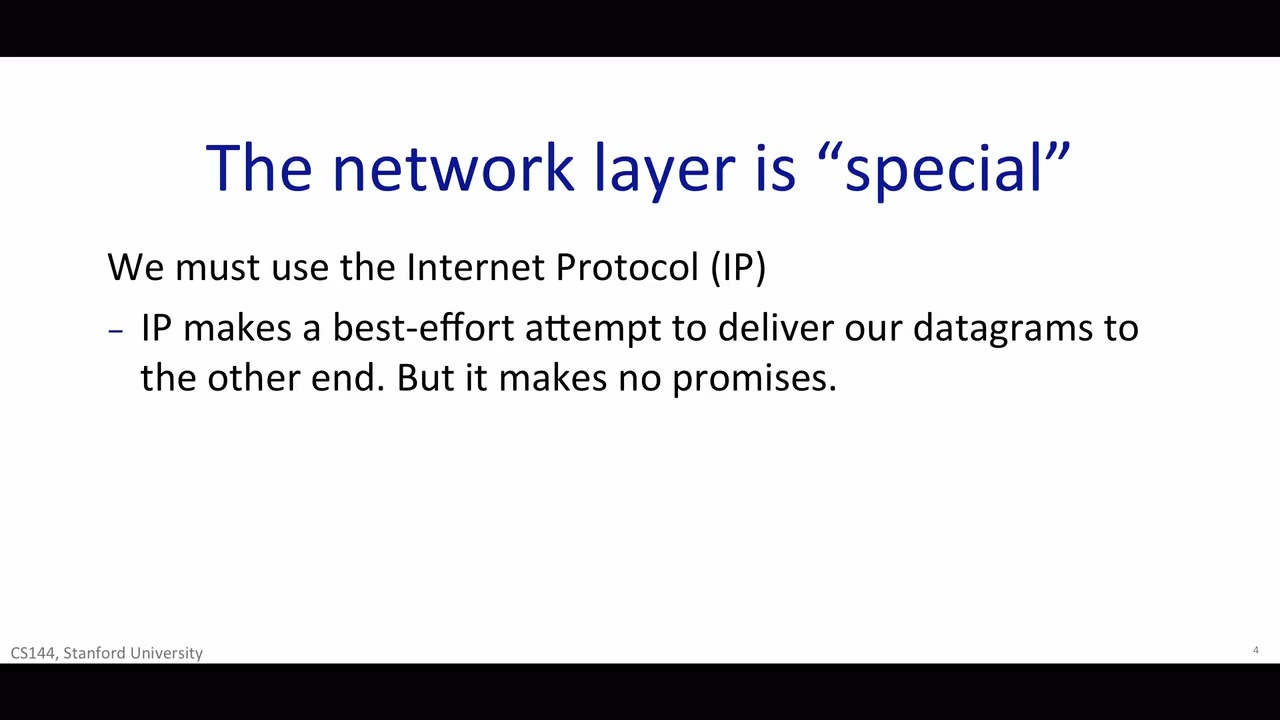 The network layer is “special”
We must use the Internet Protocol (IP)
– IP makes a best-effort attempt to deliver our datagrams to
the other end. But it makes no promises.
CS144, Stanford University
4